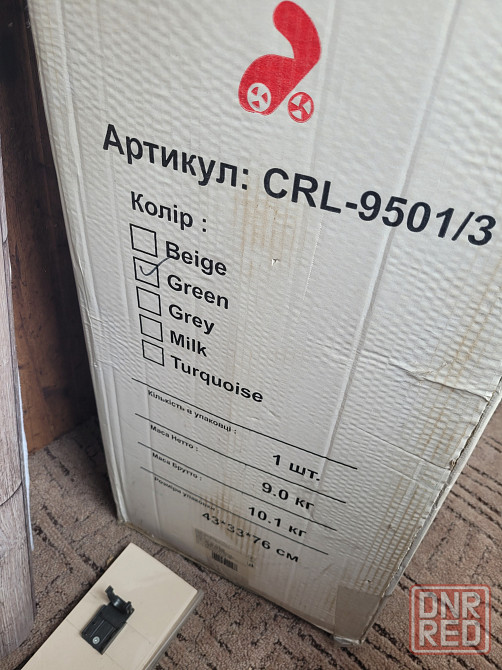 Артикул: CRL-9501/3
Колір :
Beige
Green
Grey
Milk
Turquoise
Кількість в упаковці : 1 шт.
Маса Нетто : 9.0 кг
Маса Брутто : 10.1 кг
Розміри упаковки 43*33*76 см
DNR
RED